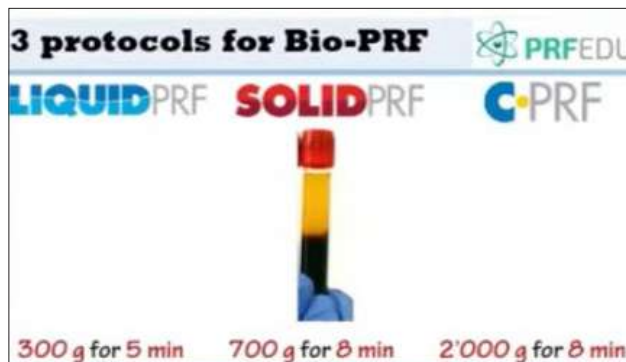 3 protocols for Bio-PRF
PRFEDU
LIQUIDPRF SOLIDPRF C-PRF
300 g for 5 min 700 g for 8 min 2'000 g for 8 min